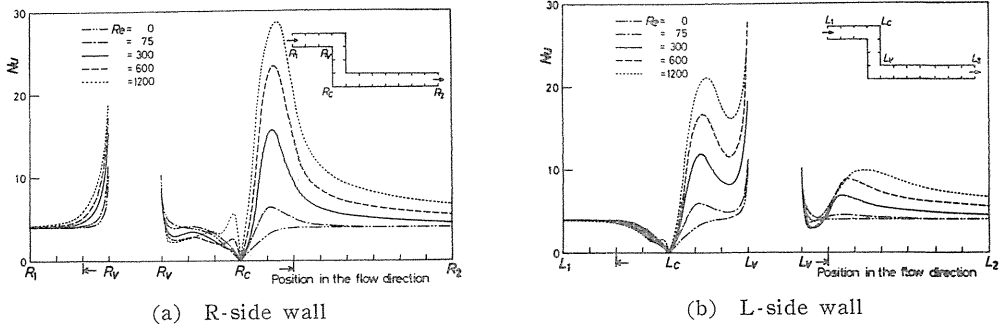 Re = 0
= 75
= 300
= 600
= 1200
Nu
30
20
10
0
R1
RV
RC
R2
R1
RV
RV
RC
R2
Position in the flow direction
(a) R-side wall
Re = 0
= 75
= 300
= 600
= 1200
Nu
30
20
10
0
L1
LC
LV
L2
L1
LC
LV
LV
L2
Position in the flow direction
(b) L-side wall